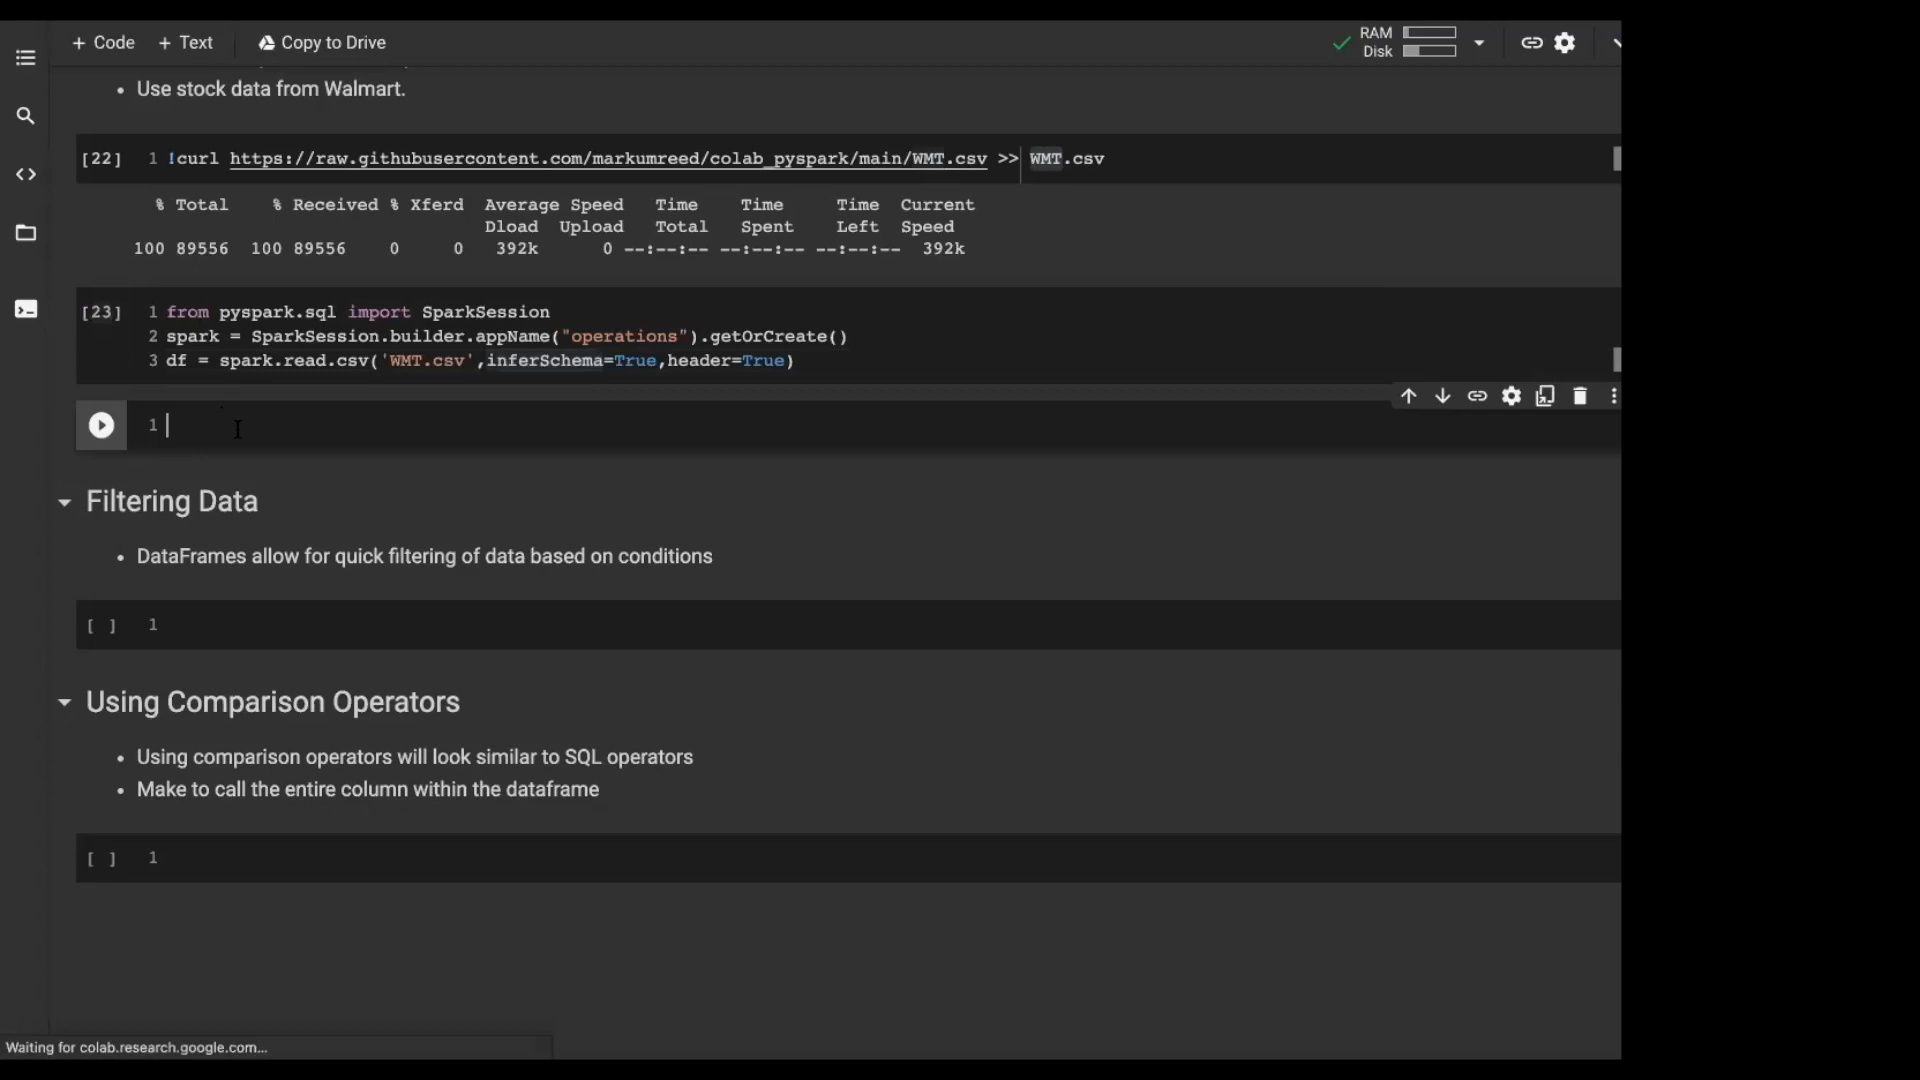 + Code + Text Copy to Drive
RAM
Disk
• Use stock data from Walmart.
[22] 1 !curl https://raw.githubusercontent.com/markumreed/colab_pyspark/main/WMT.csv >> WMT.csv
% Total % Received % Xferd Average Speed Time Time Time Current
Dload Upload Total Spent Left Speed
100 89556 100 89556 0 0 392k 0 --:--:-- --:--:-- --:--:-- 392k
[23] 1 from pyspark.sql import SparkSession
2 spark = SparkSession.builder.appName("operations").getOrCreate()
3 df = spark.read.csv('WMT.csv',inferSchema=True,header=True)
1
Filtering Data
• DataFrames allow for quick filtering of data based on conditions
[ ] 1
Using Comparison Operators
• Using comparison operators will look similar to SQL operators
• Make to call the entire column within the dataframe
[ ] 1
Waiting for colab.research.google.com...